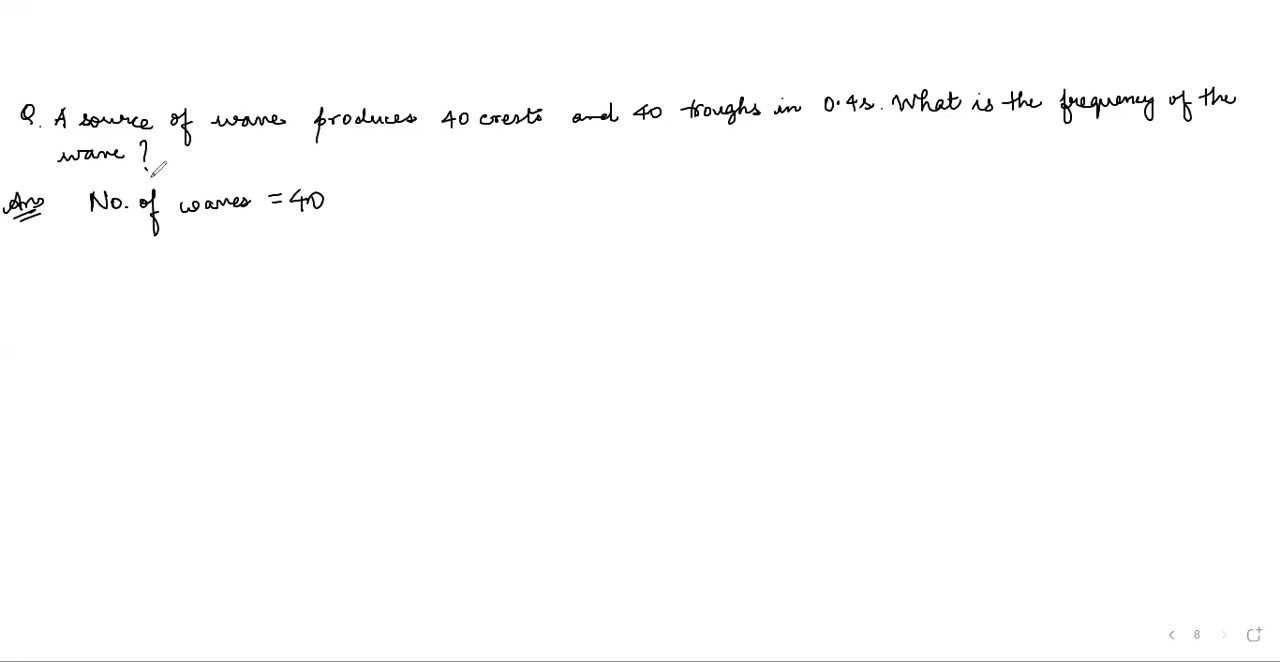 Q. A source of wave produces 40 crests and 40 troughs in 0.4s. What is the frequency of the
wave?
Ans No. of waves = 40
8